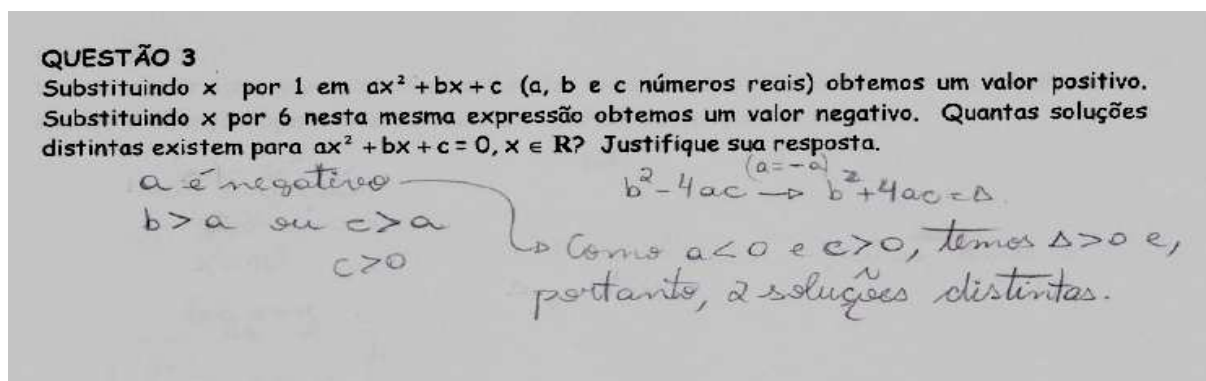 QUESTÃO 3
Substituindo x por 1 em ax² + bx + c (a, b e c números reais) obtemos um valor positivo.
Substituindo x por 6 nesta mesma expressão obtemos um valor negativo. Quantas soluções
distintas existem para ax² + bx + c = 0, x ∈ R? Justifique sua resposta.
a é negativo
b > a ou c > a
c > 0
(a = -a)
b² - 4ac → b² + 4ac = Δ
Como a < 0 e c > 0, temos Δ > 0 e,
portanto, 2 soluções distintas.